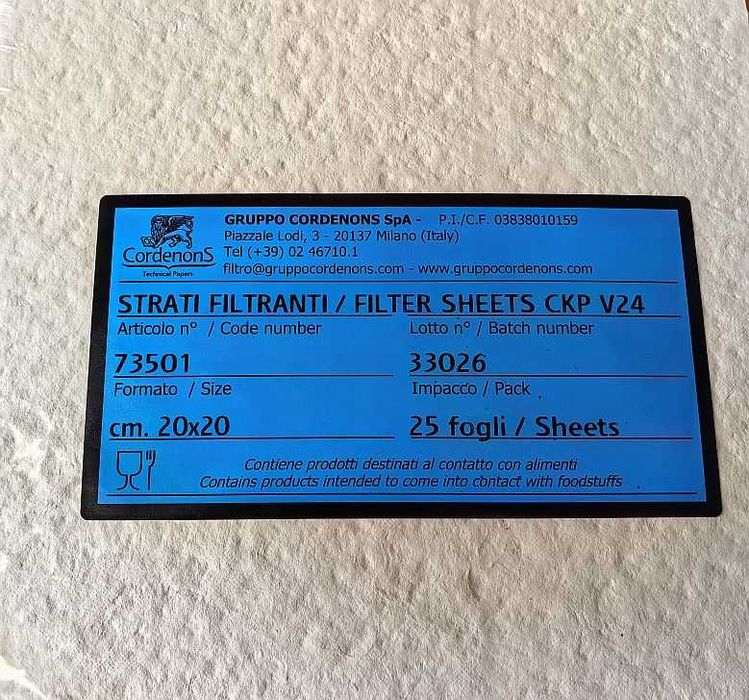 GRUPPO CORDENONS SpA - P.I./C.F. 03838010159
Piazzale Lodi, 3 - 20137 Milano (Italy)
Tel (+39) 02 46710.1
filtro@gruppocordenons.com - www.gruppocordenons.com
CordenonS
Technical Papers
STRATI FILTRANTI / FILTER SHEETS CKP V24
Articolo n° / Code number Lotto n° / Batch number
73501 33026
Formato / Size Impacco / Pack
cm. 20x20 25 fogli / Sheets
Contiene prodotti destinati al contatto con alimenti
Contains products intended to come into contact with foodstuffs